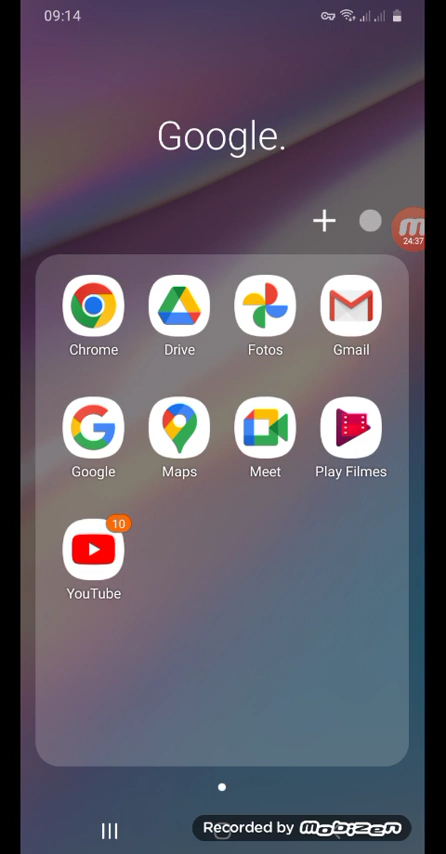 09:14
Google.
24:37
Chrome
Drive
Fotos
Gmail
Google
Maps
Meet
Play Filmes
10
YouTube
Recorded by mobizen